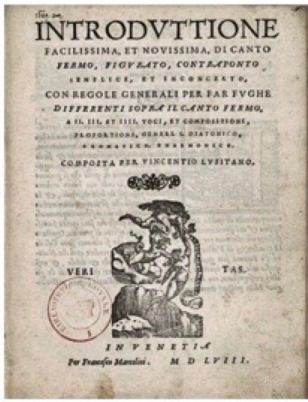 INTRODVTTIONE
FACILISSIMA, ET NOVISSIMA, DI CANTO
FERMO, FIGVRATO, CONTRAPONTO
SEMPLICE, ET INCONCERTO,
CON REGOLE GENERALI PER FAR FVGHE
DIFFERENTI SOPRA IL CANTO FERMO,
A II. III. ET IIII. VOCI, ET COMPOSITIONI,
PROPORTIONI, GENERI. S. DIATONICO,
CROMATICO, ENARMONICO.
COMPOSTA PER VINCENTIO LVSITANO.
VERI TAS.
IN VENETIA
Per Francesco Marcolini. M D LVIII.